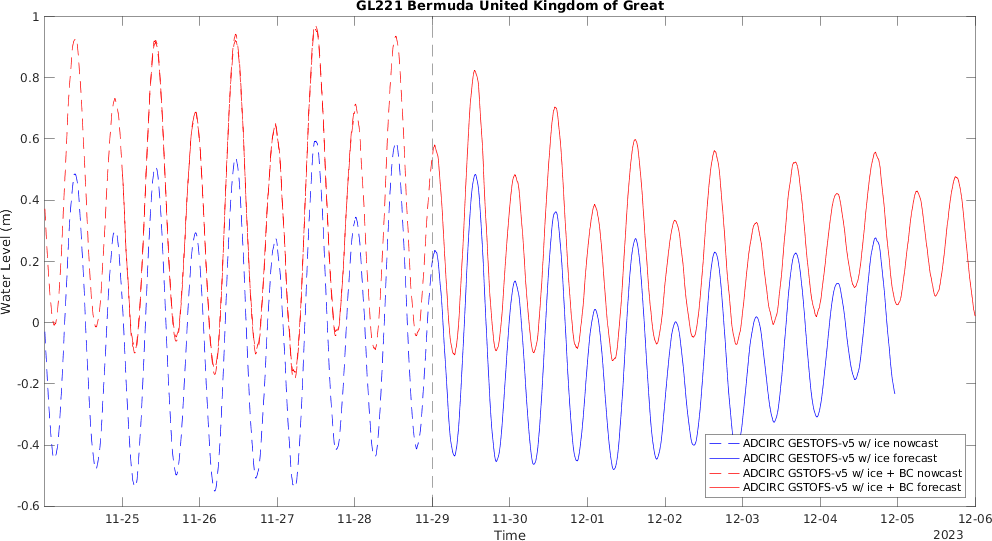 GL221 Bermuda United Kingdom of Great
Water Level (m)
1
0.8
0.6
0.4
0.2
0
-0.2
-0.4
-0.6
ADCIRC GESTOFS-v5 w/ ice nowcast
ADCIRC GESTOFS-v5 w/ ice forecast
ADCIRC GSTOFS-v5 w/ ice + BC nowcast
ADCIRC GSTOFS-v5 w/ ice + BC forecast
11-25 11-26 11-27 11-28 11-29 11-30 12-01 12-02 12-03 12-04 12-05 12-06
Time
2023